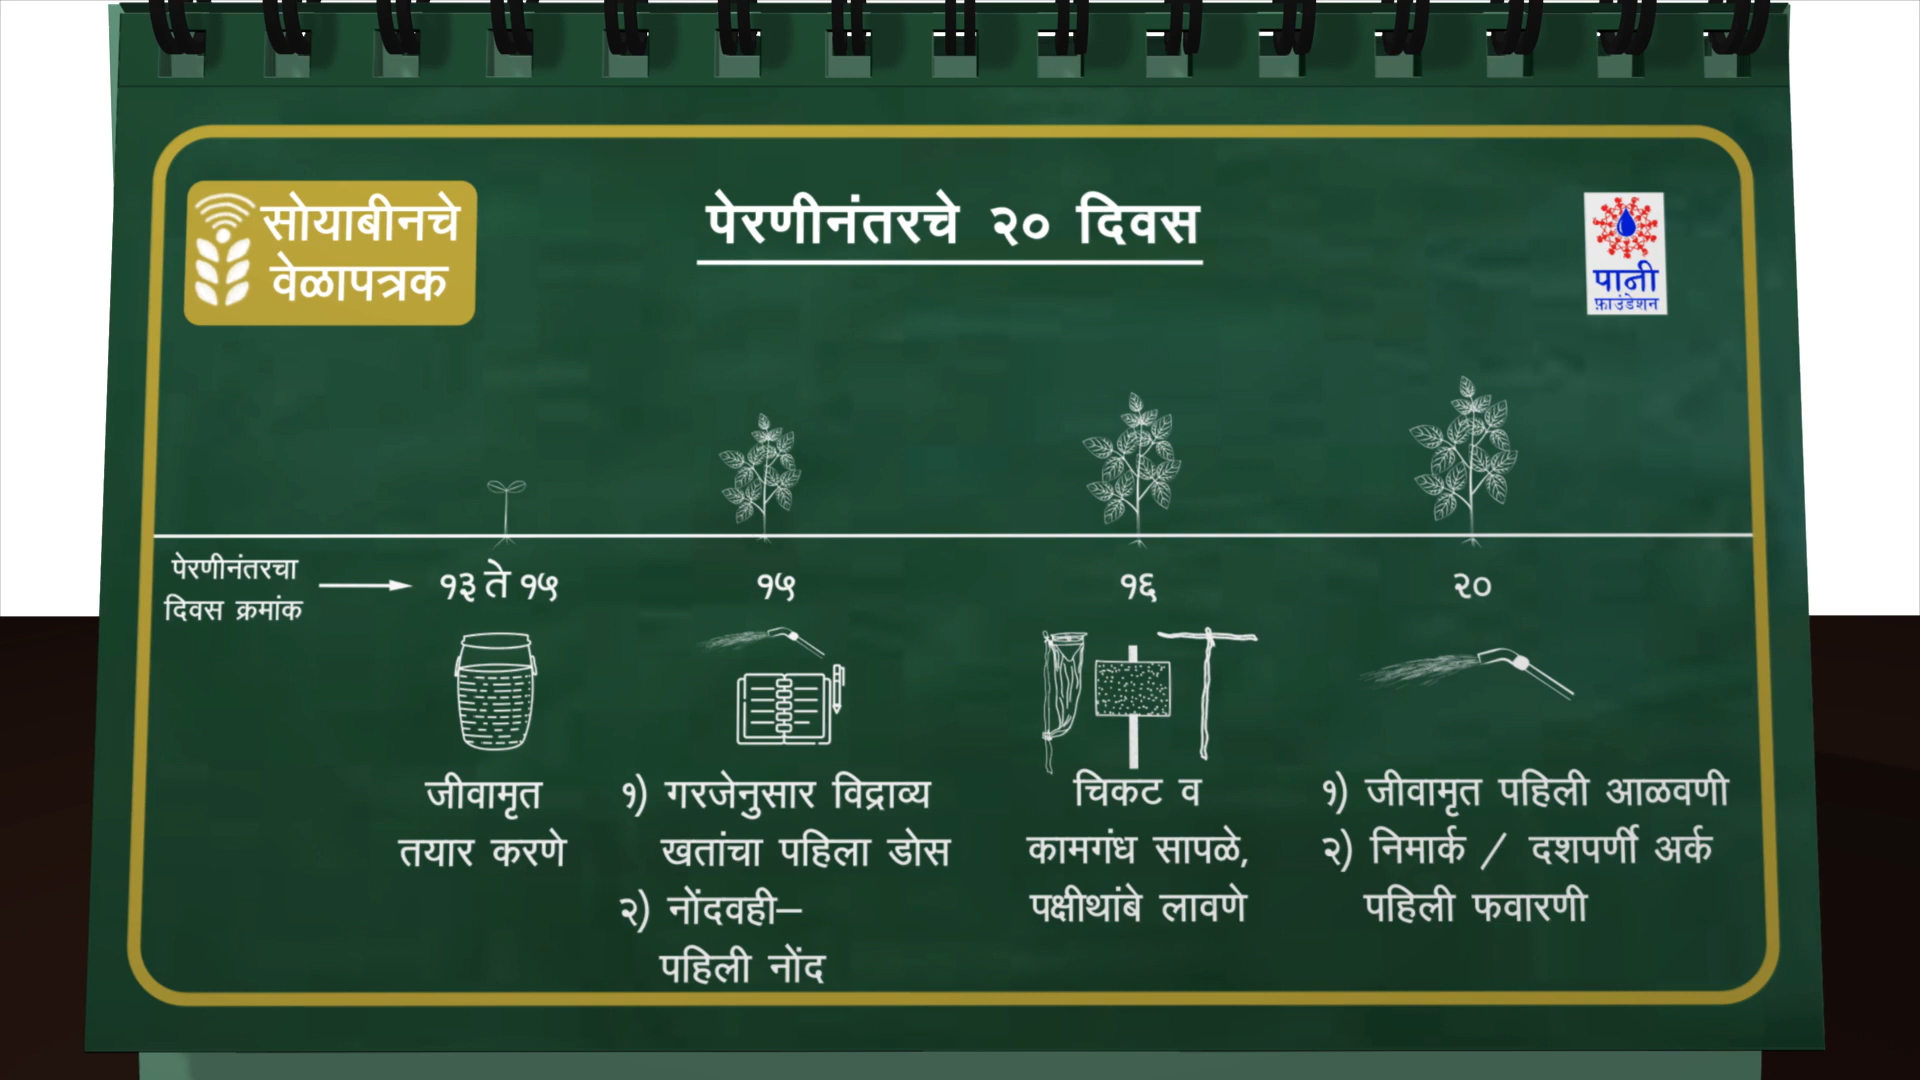 सोयाबीनचे
वेळापत्रक
पेरणीनंतरचे २० दिवस
पानी
फ़ाउंडेशन
पेरणीनंतरचा
दिवस क्रमांक
१३ ते १५
१५
१६
२०
जीवामृत
तयार करणे
१) गरजेनुसार विद्राव्य
खतांचा पहिला डोस
२) नोंदवही–
पहिली नोंद
चिकट व
कामगंध सापळे,
पक्षीथांबे लावणे
१) जीवामृत पहिली आळवणी
२) निमार्क / दशपर्णी अर्क
पहिली फवारणी